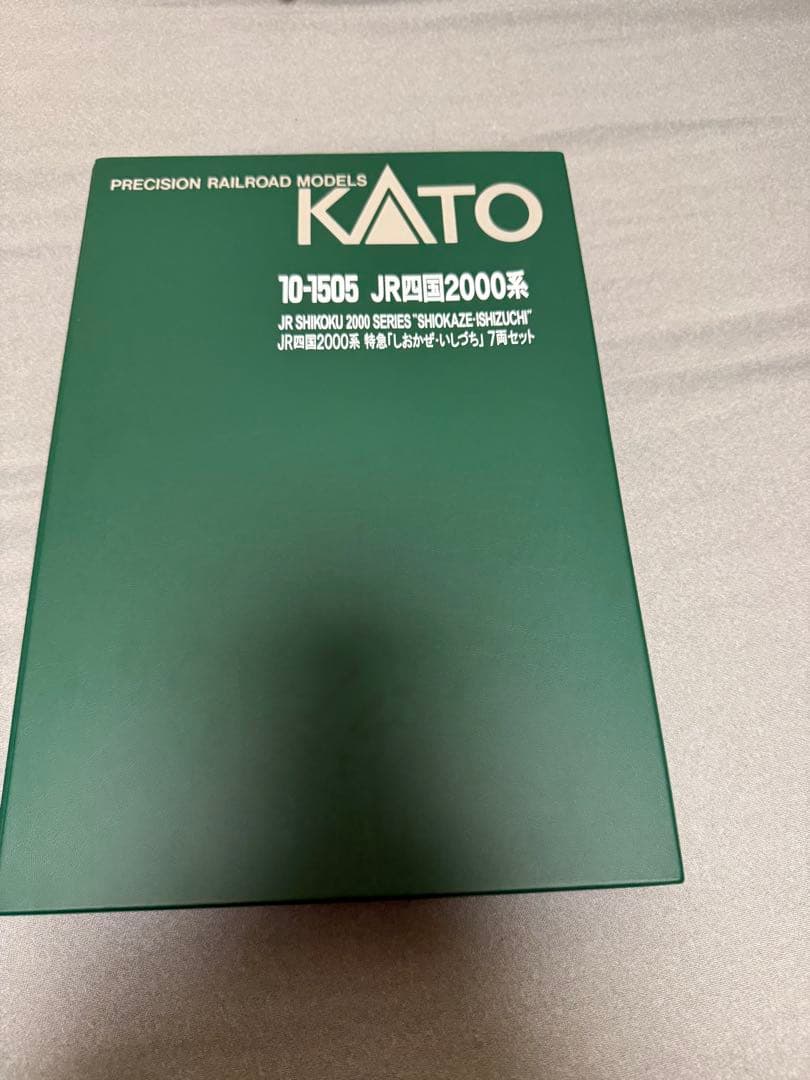 PRECISION RAILROAD MODELS
KATO
10-1505 JR四国2000系
JR SHIKOKU 2000 SERIES "SHIOKAZE･ISHIZUCHI"
JR四国2000系 特急「しおかぜ･いしづち」 7両セット